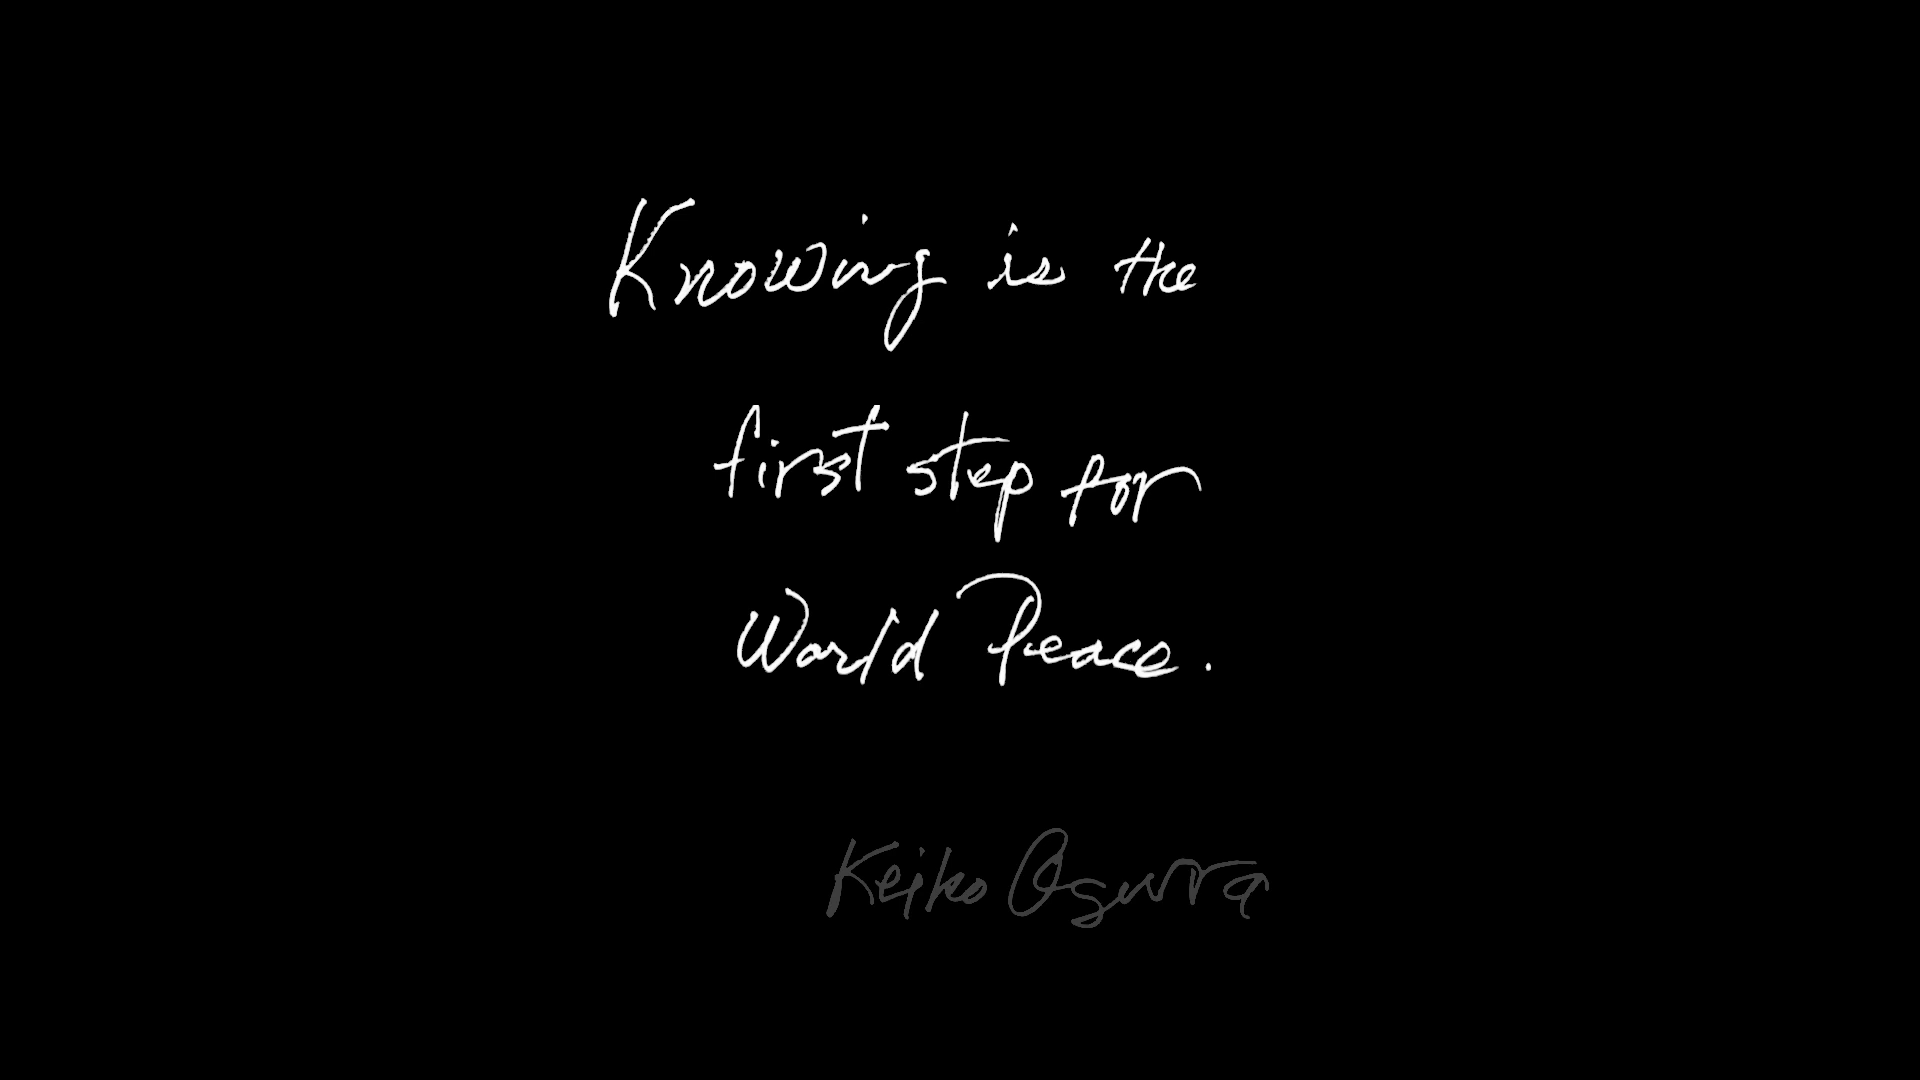 Knowing is the
first step for
World Peace.
Keiko Ogura